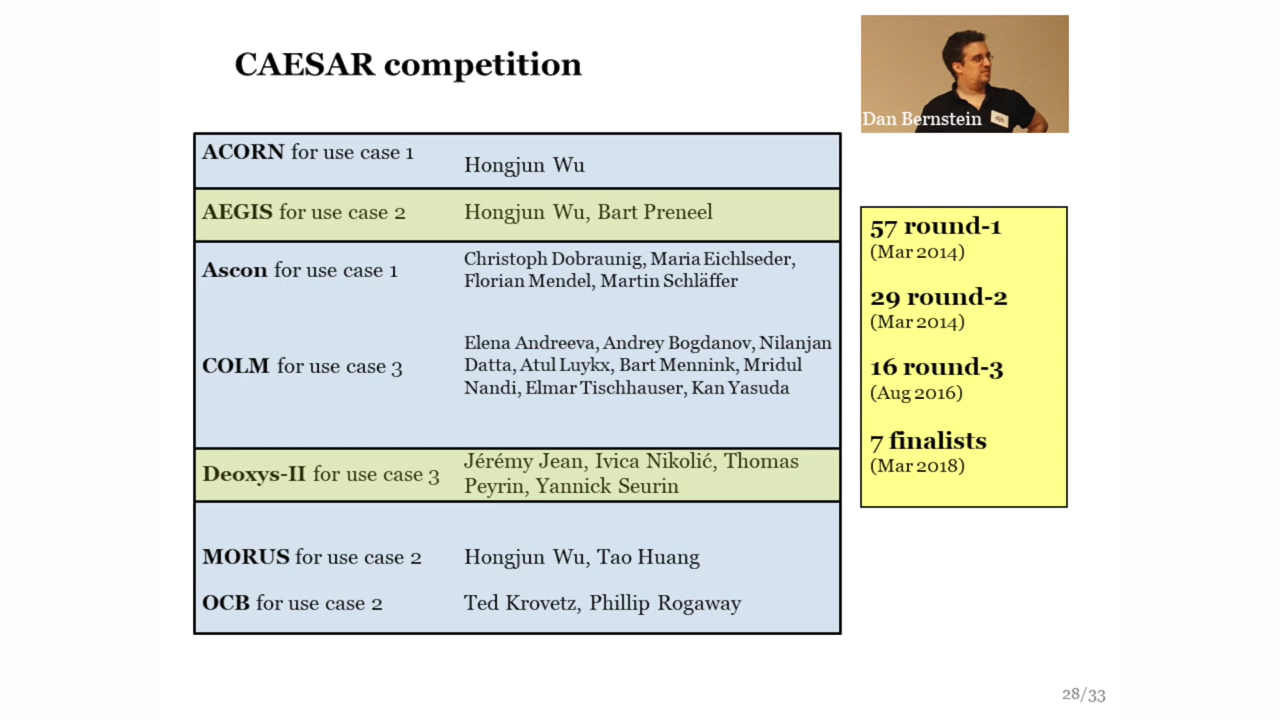 CAESAR competition
Dan Bernstein
ACORN for use case 1
Hongjun Wu
AEGIS for use case 2
Hongjun Wu, Bart Preneel
Ascon for use case 1
Christoph Dobraunig, Maria Eichlseder,
Florian Mendel, Martin Schläffer
COLM for use case 3
Elena Andreeva, Andrey Bogdanov, Nilanjan
Datta, Atul Luykx, Bart Mennink, Mridul
Nandi, Elmar Tischhauser, Kan Yasuda
Deoxys-II for use case 3
Jérémy Jean, Ivica Nikolić, Thomas
Peyrin, Yannick Seurin
MORUS for use case 2
Hongjun Wu, Tao Huang
OCB for use case 2
Ted Krovetz, Phillip Rogaway
57 round-1
(Mar 2014)
29 round-2
(Mar 2014)
16 round-3
(Aug 2016)
7 finalists
(Mar 2018)
28/33